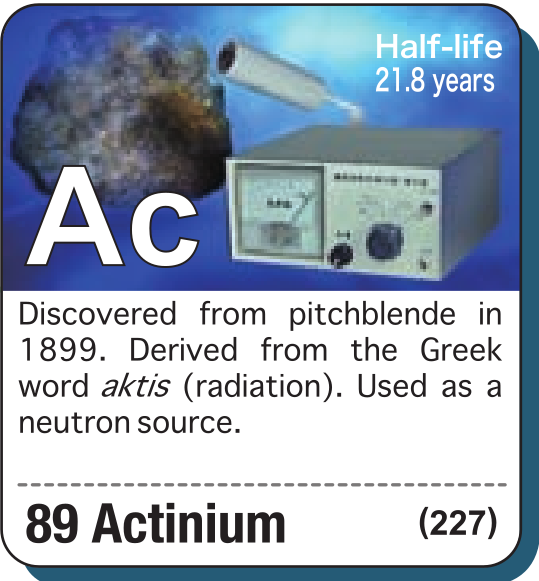 Half-life
21.8 years
Ac
Discovered from pitchblende in
1899. Derived from the Greek
word aktis (radiation). Used as a
neutron source.
89 Actinium
(227)